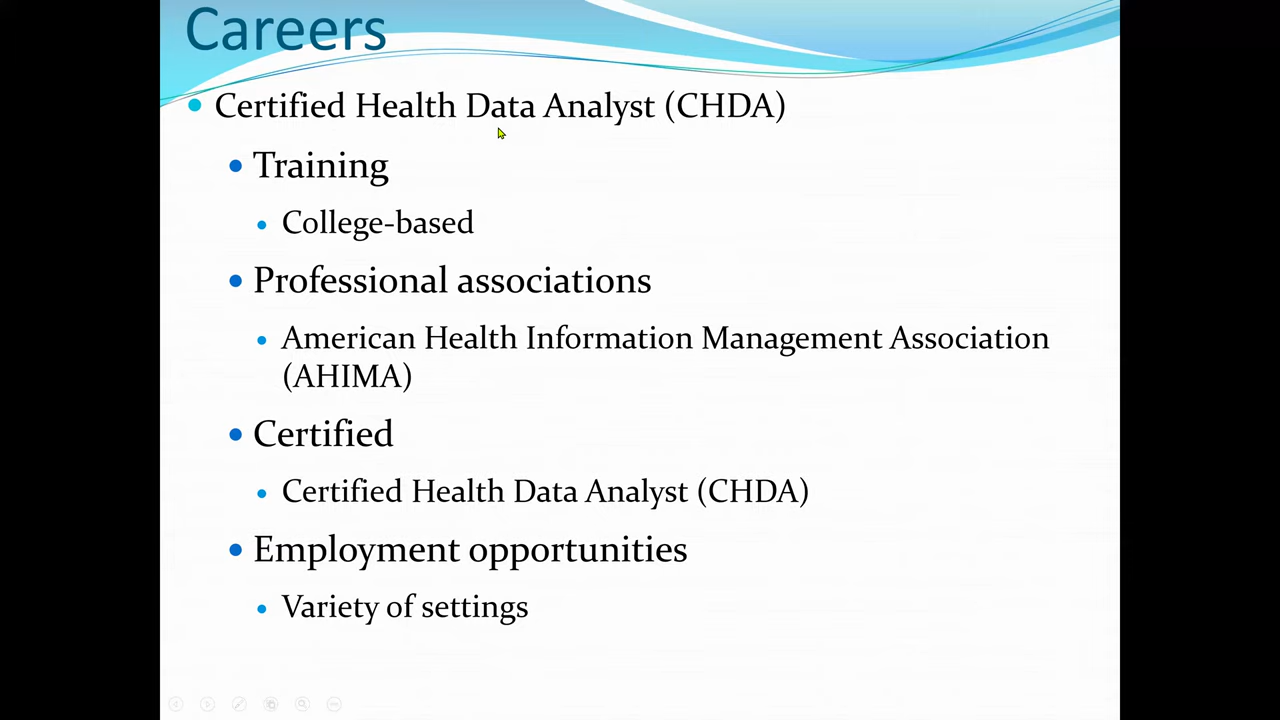 Careers
Certified Health Data Analyst (CHDA)
Training
College-based
Professional associations
American Health Information Management Association
(AHIMA)
Certified
Certified Health Data Analyst (CHDA)
Employment opportunities
Variety of settings